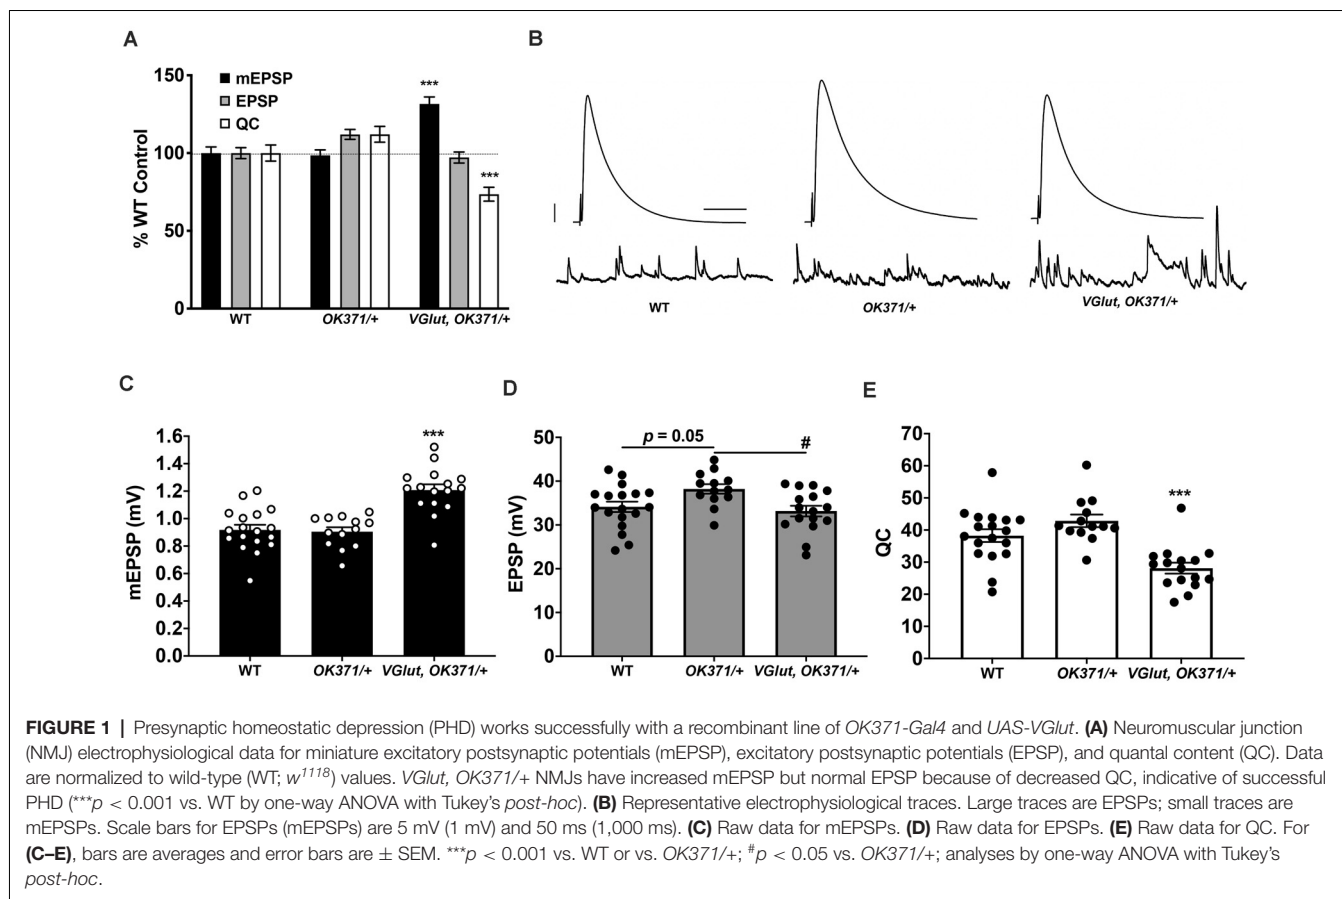 A
B
150
100
50
0
% WT Control
mEPSP
EPSP
QC
***
***
WT
OK371/+
VGlut, OK371/+
WT
OK371/+
VGlut, OK371/+
C
D
E
mEPSP (mV)
1.6
1.4
1.2
1.0
0.8
0.6
0.4
0.2
0.0
***
WT
OK371/+
VGlut, OK371/+
EPSP (mV)
50
40
30
20
10
0
p = 0.05
#
WT
OK371/+
VGlut, OK371/+
QC
70
60
50
40
30
20
10
0
***
WT
OK371/+
VGlut, OK371/+
FIGURE 1 | Presynaptic homeostatic depression (PHD) works successfully with a recombinant line of OK371-Gal4 and UAS-VGlut. (A) Neuromuscular junction
(NMJ) electrophysiological data for miniature excitatory postsynaptic potentials (mEPSP), excitatory postsynaptic potentials (EPSP), and quantal content (QC). Data
are normalized to wild-type (WT; w1118) values. VGlut, OK371/+ NMJs have increased mEPSP but normal EPSP because of decreased QC, indicative of successful
PHD (***p < 0.001 vs. WT by one-way ANOVA with Tukey's post-hoc). (B) Representative electrophysiological traces. Large traces are EPSPs; small traces are
mEPSPs. Scale bars for EPSPs (mEPSPs) are 5 mV (1 mV) and 50 ms (1,000 ms). (C) Raw data for mEPSPs. (D) Raw data for EPSPs. (E) Raw data for QC. For
(C–E), bars are averages and error bars are ± SEM. ***p < 0.001 vs. WT or vs. OK371/+; #p < 0.05 vs. OK371/+; analyses by one-way ANOVA with Tukey's
post-hoc.